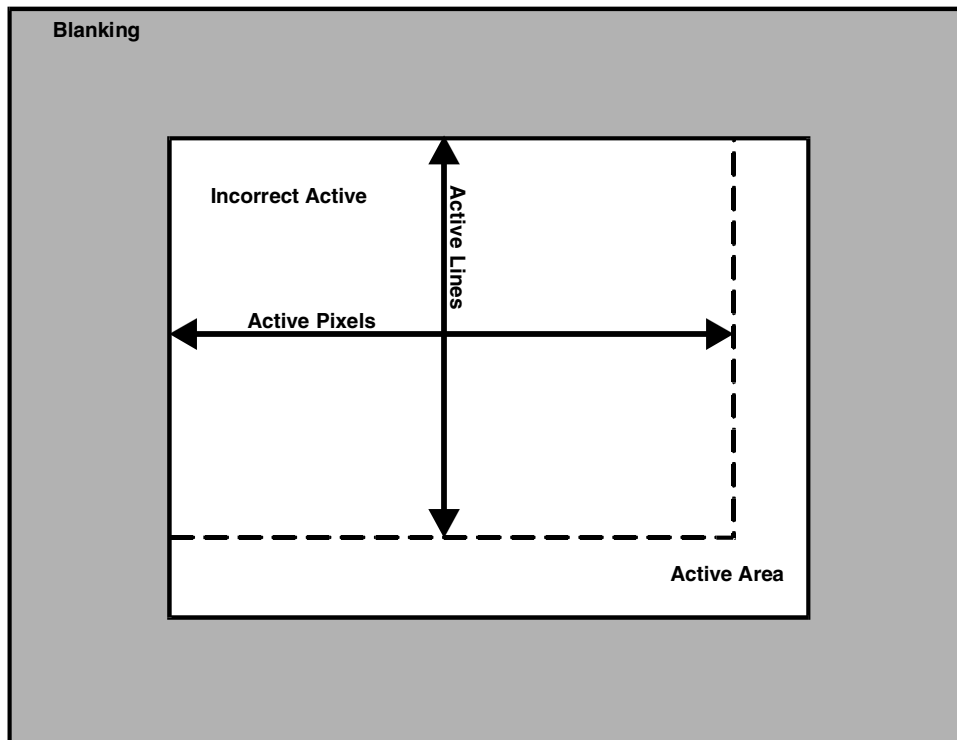 Blanking
Incorrect Active
Active Lines
Active Pixels
Active Area